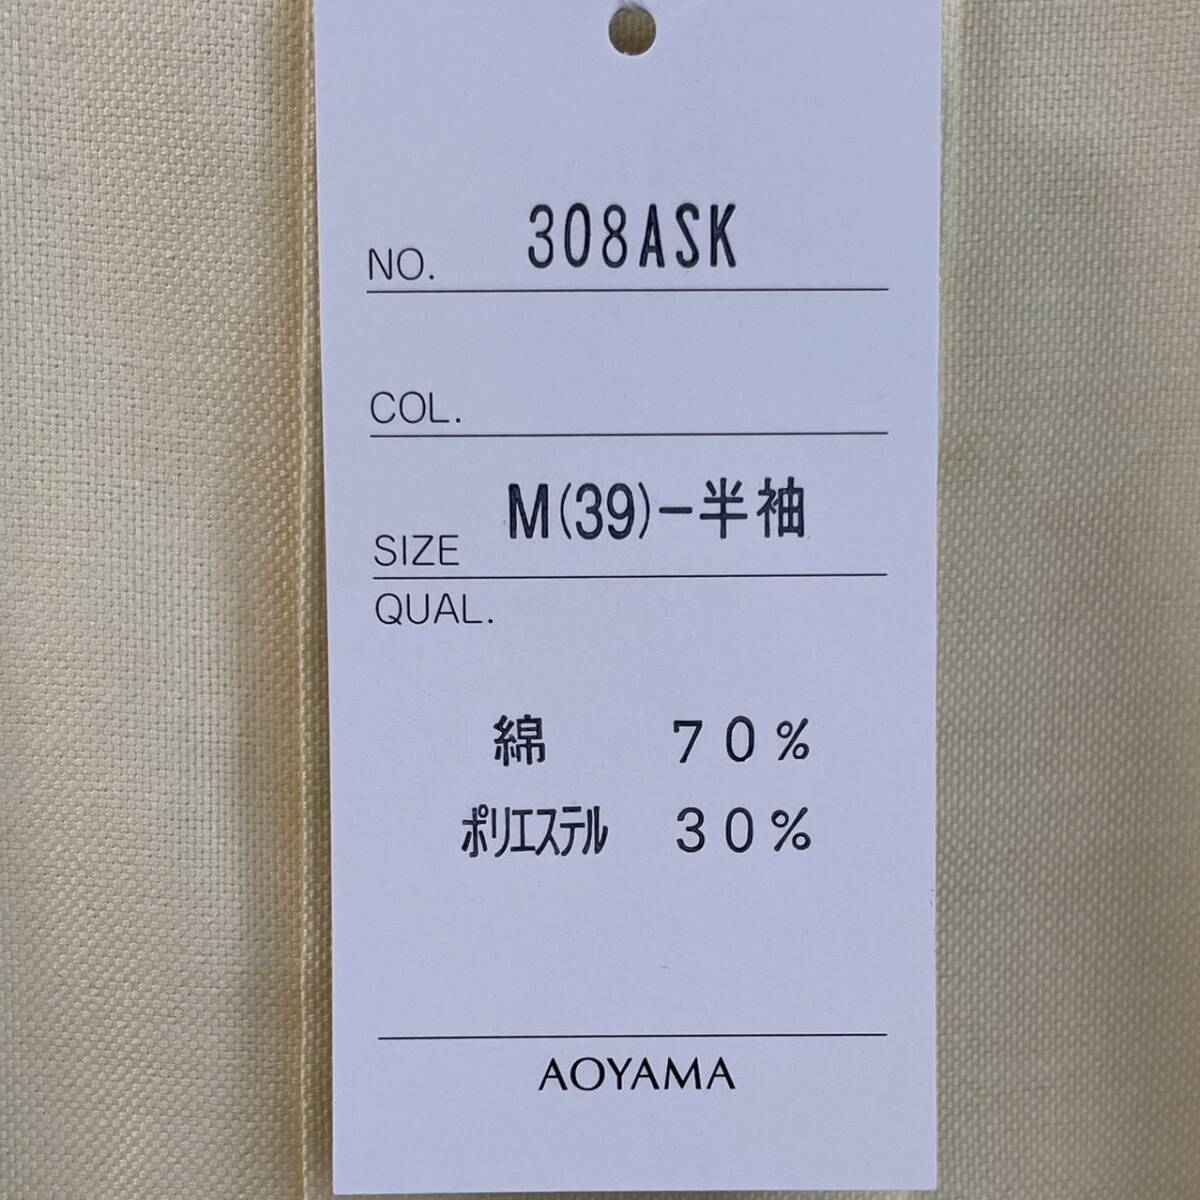 NO. 308ASK
COL.
SIZE M(39)-半袖
QUAL.
綿 70%
ポリエステル 30%
AOYAMA